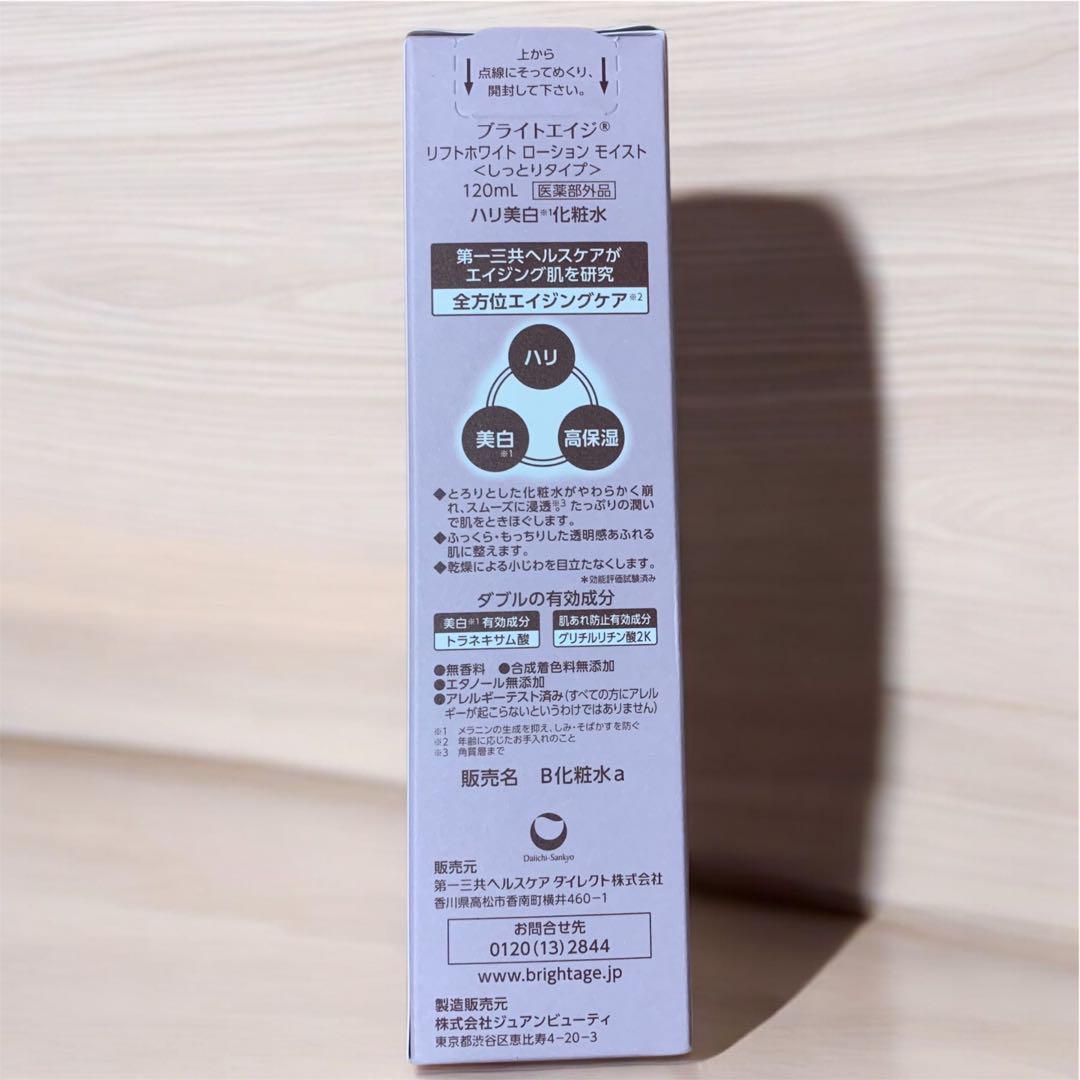 上から
点線にそってめくり、
開封して下さい。
ブライトエイジ®
リフトホワイト ローション モイスト
<しっとりタイプ>
120mL 医薬部外品
ハリ美白※1化粧水
第一三共ヘルスケアが
エイジング肌を研究
全方位エイジングケア※2
ハリ
美白※1
高保湿
◆とろりとした化粧水がやわらかく崩
れ、スムーズに浸透※3。たっぷりの潤い
で肌をときほぐします。
◆ふっくら・もっちりした透明感あふれる
肌に整えます。
◆乾燥による小じわを目立たなくします。
＊効能評価試験済み
ダブルの有効成分
美白※1有効成分
トラネキサム酸
肌あれ防止有効成分
グリチルリチン酸2K
●無香料 ●合成着色料無添加
●エタノール無添加
●アレルギーテスト済み(すべての方にアレル
ギーが起こらないというわけではありません)
※1 メラニンの生成を抑え、しみ・そばかすを防ぐ
※2 年齢に応じたお手入れのこと
※3 角質層まで
販売名 B化粧水a
Daiichi-Sankyo
販売元
第一三共ヘルスケア ダイレクト株式会社
香川県高松市香南町横井460-1
お問合せ先
0120(13)2844
www.brightage.jp
製造販売元
株式会社ジュアンビューティ
東京都渋谷区恵比寿4-20-3